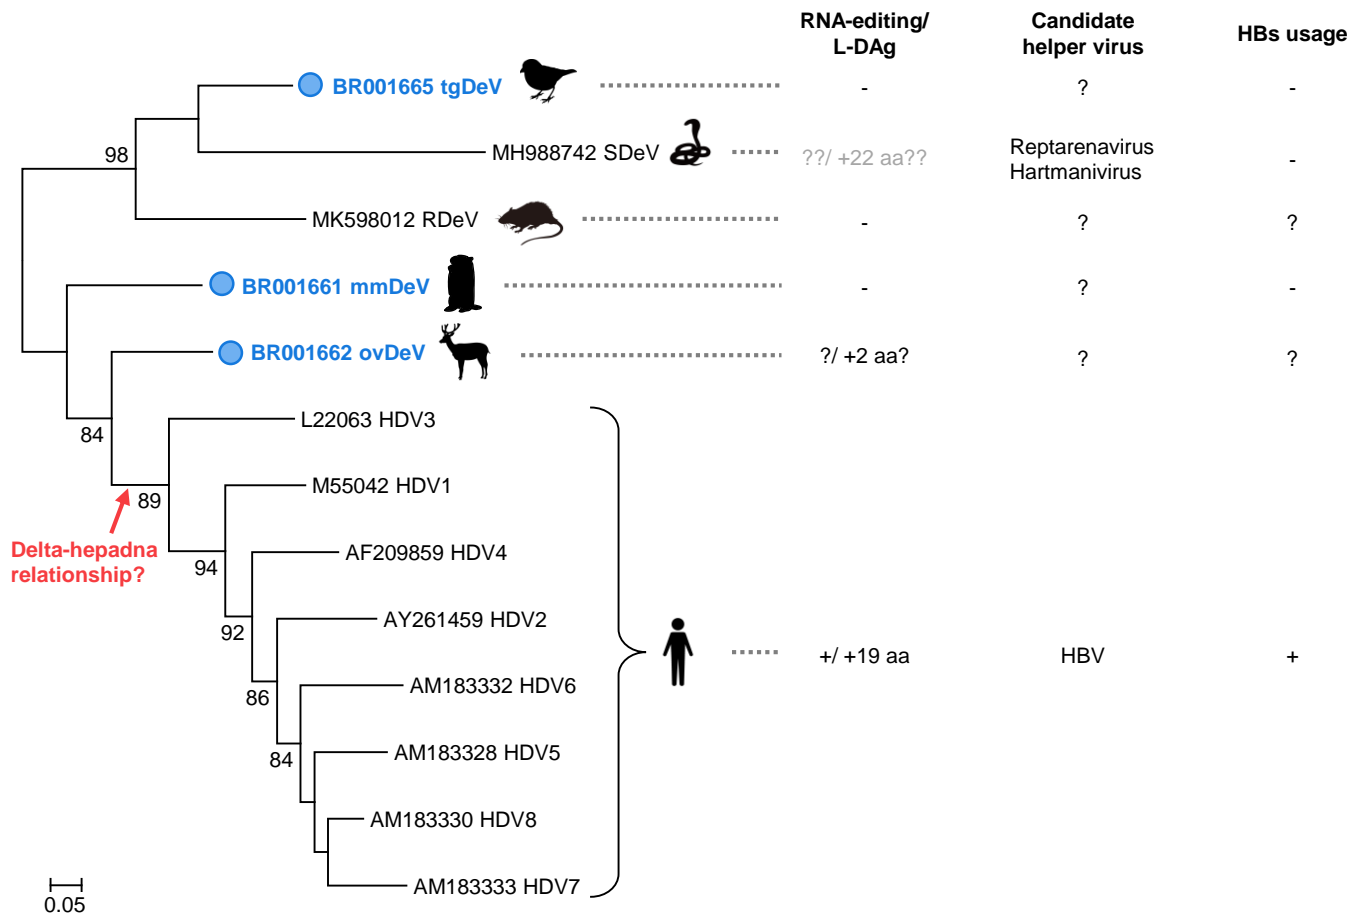 RNA-editing/
L-DAg
Candidate
helper virus
HBs usage
BR001665 tgDeV
-
?
-
98
MH988742 SDeV
??/ +22 aa??
Reptarenavirus
Hartmanivirus
-
MK598012 RDeV
-
?
?
BR001661 mmDeV
-
?
-
BR001662 ovDeV
?/ +2 aa?
?
?
84
L22063 HDV3
89
M55042 HDV1
Delta-hepadna
relationship?
94
AF209859 HDV4
92
AY261459 HDV2
+/ +19 aa
HBV
+
86
AM183332 HDV6
84
AM183328 HDV5
AM183330 HDV8
AM183333 HDV7
0.05